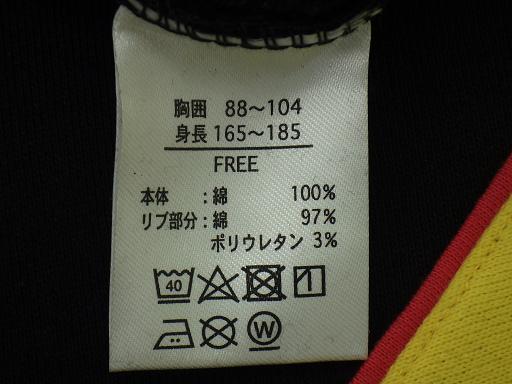 胸囲 88～104
身長 165～185
FREE
本体 : 綿 100%
リブ部分 : 綿 97%
ポリウレタン 3%
40
W